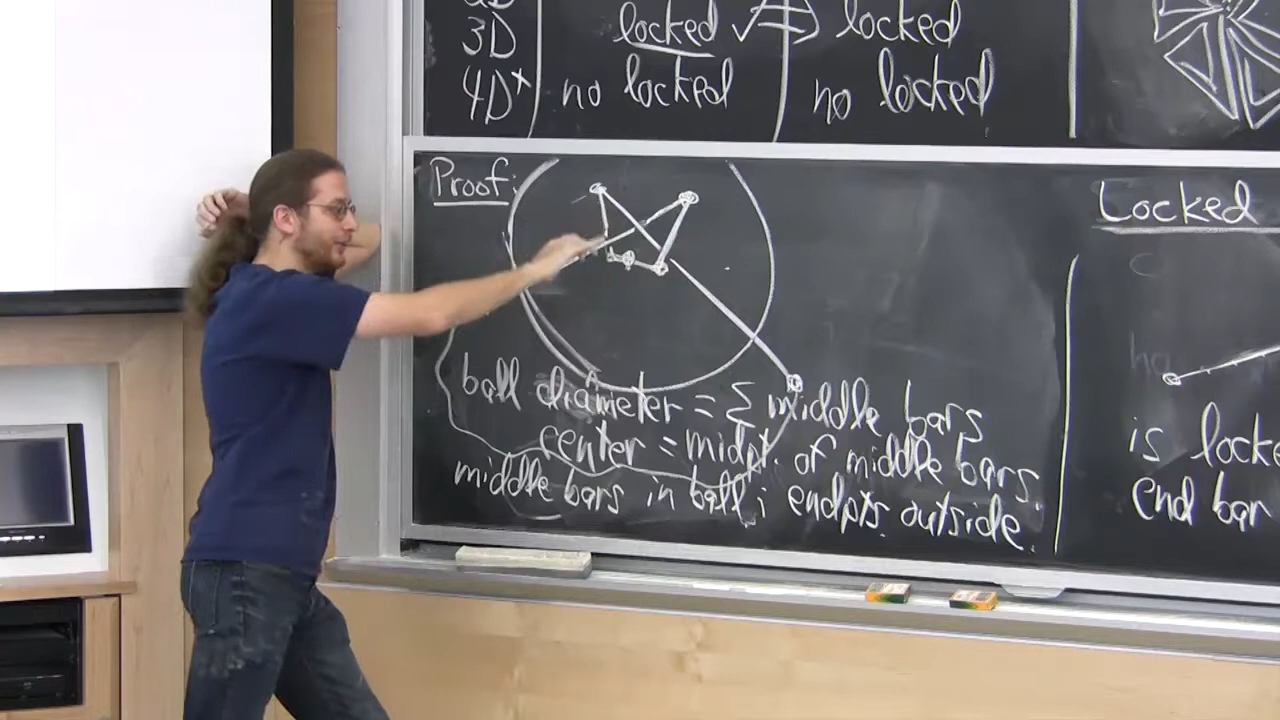 3D locked ⇔ locked
4D+ no locked no locked
Proof:
ball diameter = Σ middle bars
center = midpt. of middle bars
middle bars in ball; endpts. outside.
Locked
is locke
end bar